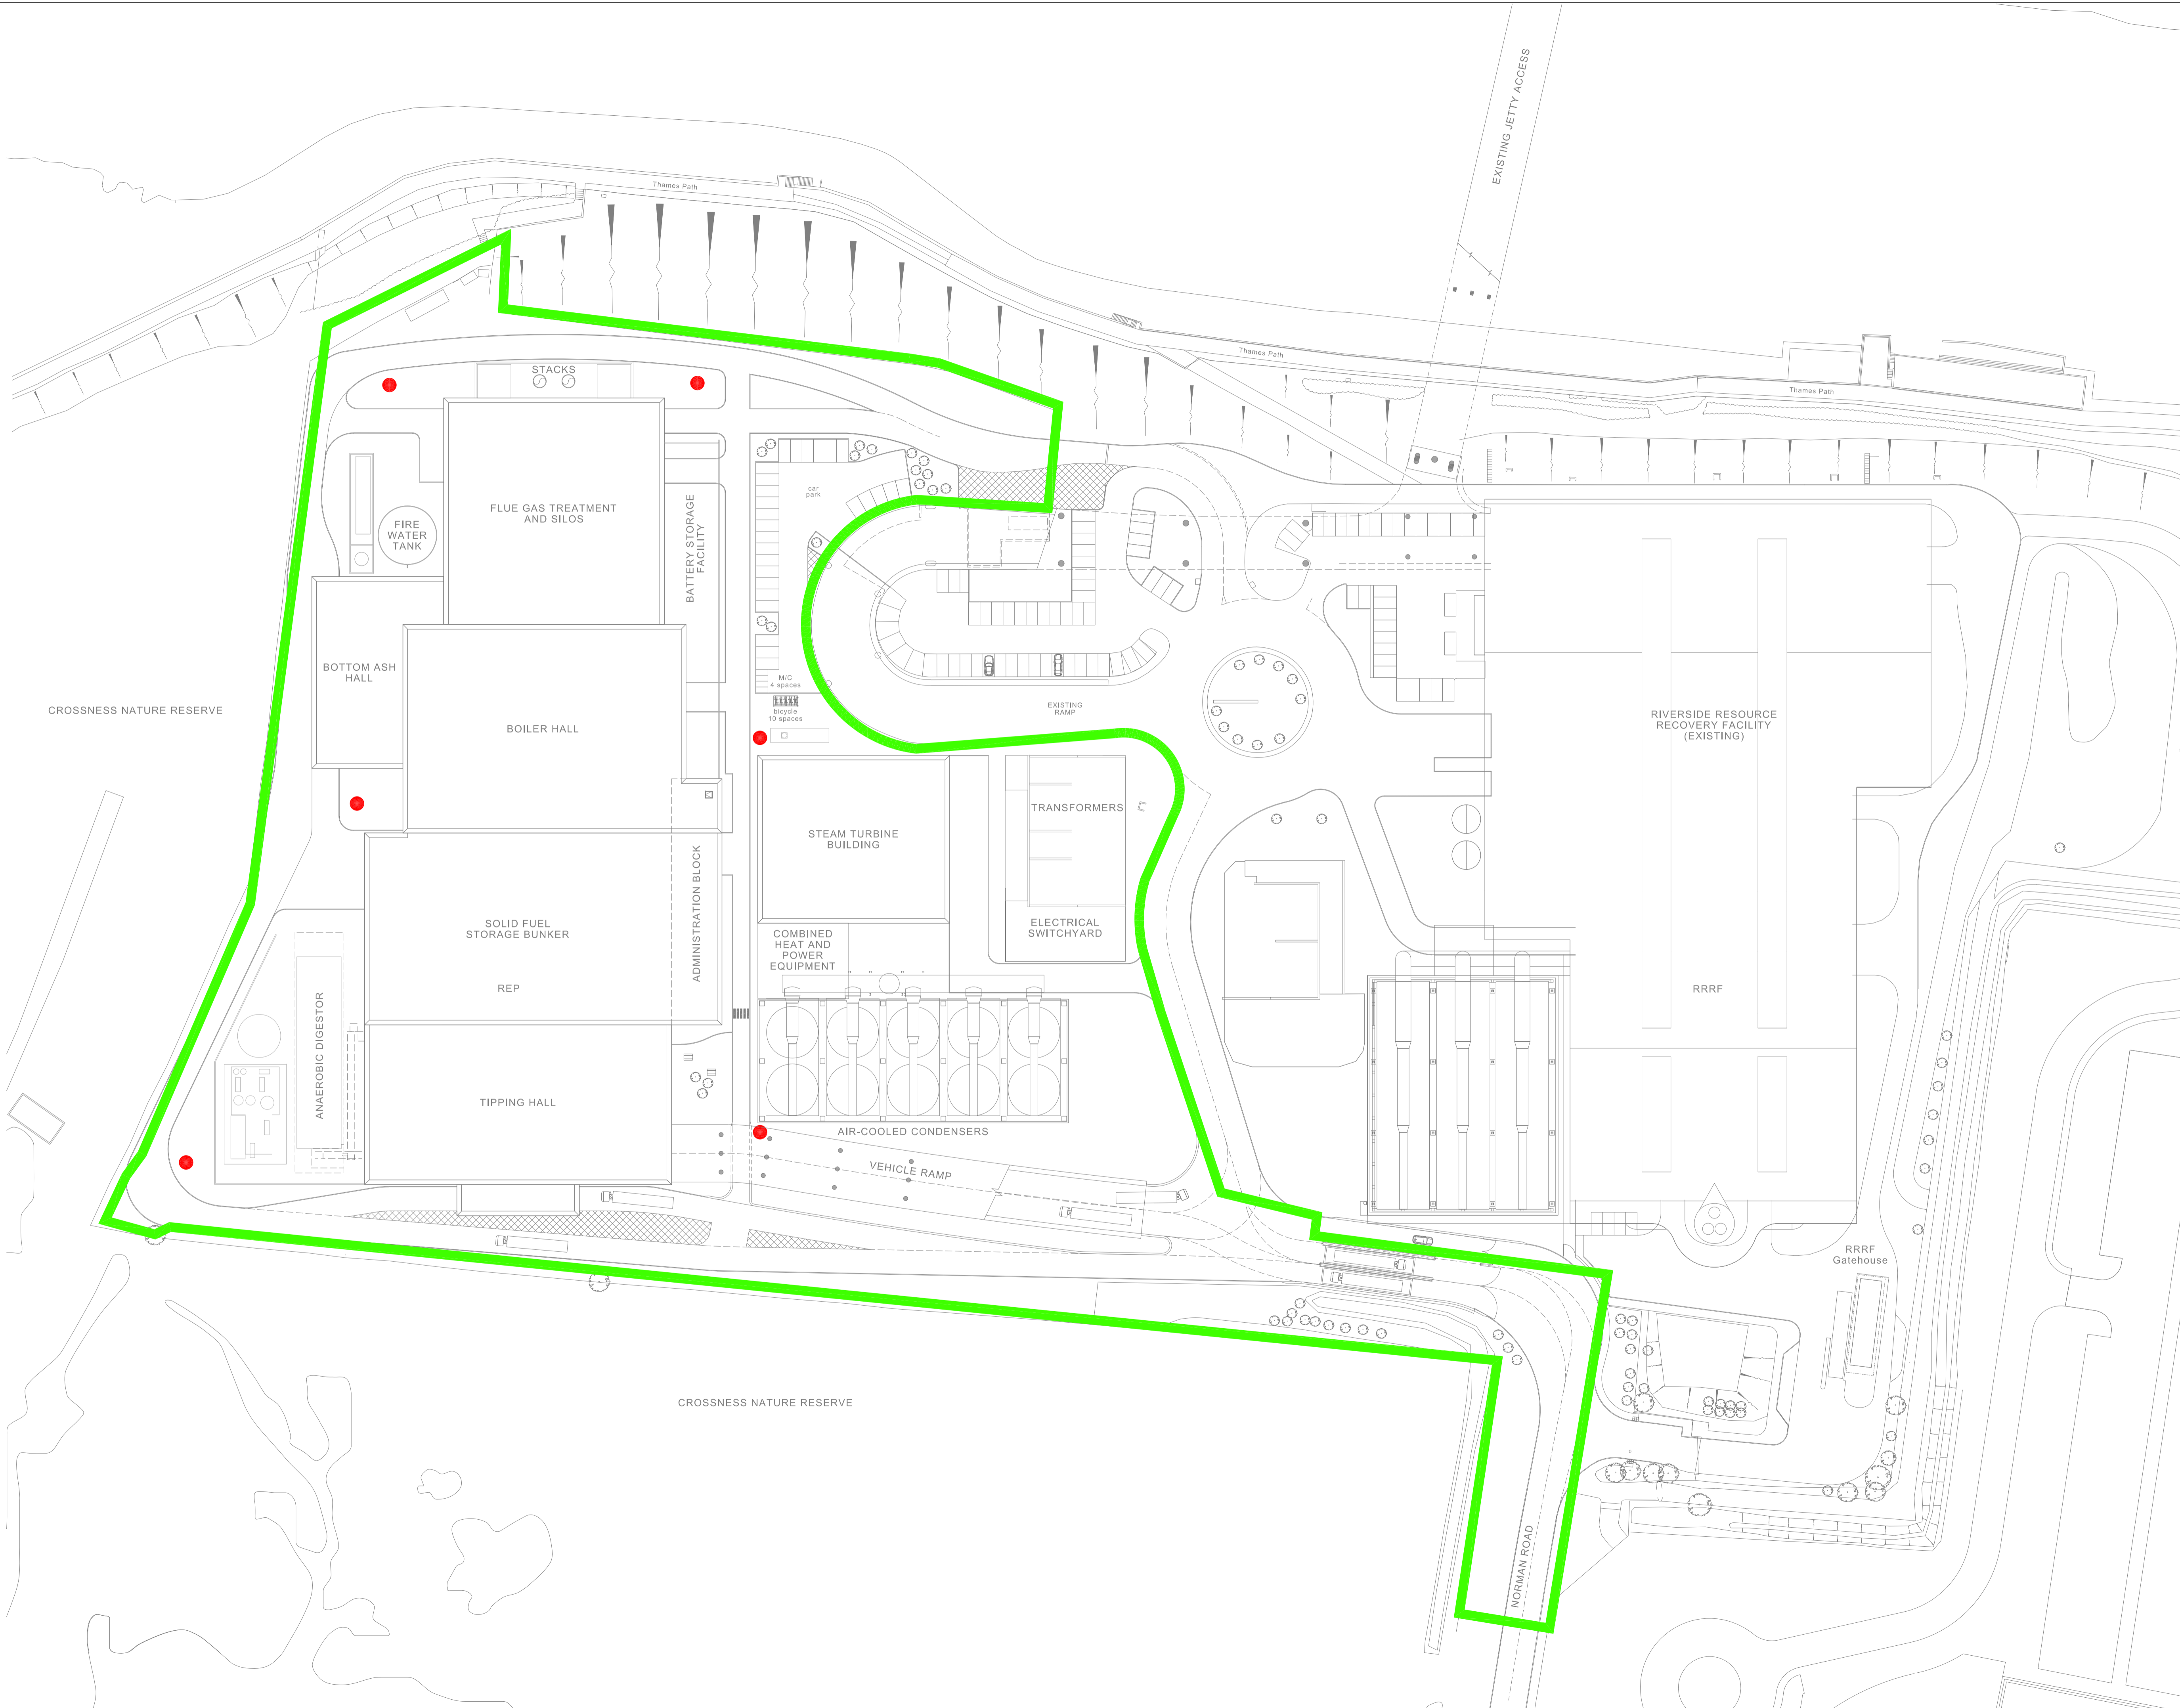 EXISTING JETTY ACCESS
Thames Path
Thames Path
Thames Path
STACKS
car
park
FLUE GAS TREATMENT
AND SILOS
FIRE
WATER
TANK
BATTERY STORAGE
FACILITY
BOTTOM ASH
HALL
M/C
4 spaces
bicycle
10 spaces
EXISTING
RAMP
CROSSNESS NATURE RESERVE
BOILER HALL
RIVERSIDE RESOURCE
RECOVERY FACILITY
(EXISTING)
STEAM TURBINE
BUILDING
TRANSFORMERS
ADMINISTRATION BLOCK
SOLID FUEL
STORAGE BUNKER
ELECTRICAL
SWITCHYARD
COMBINED
HEAT AND
POWER
EQUIPMENT
REP
RRRF
ANAEROBIC DIGESTOR
TIPPING HALL
AIR-COOLED CONDENSERS
VEHICLE RAMP
RRRF
Gatehouse
CROSSNESS NATURE RESERVE
NORMAN ROAD